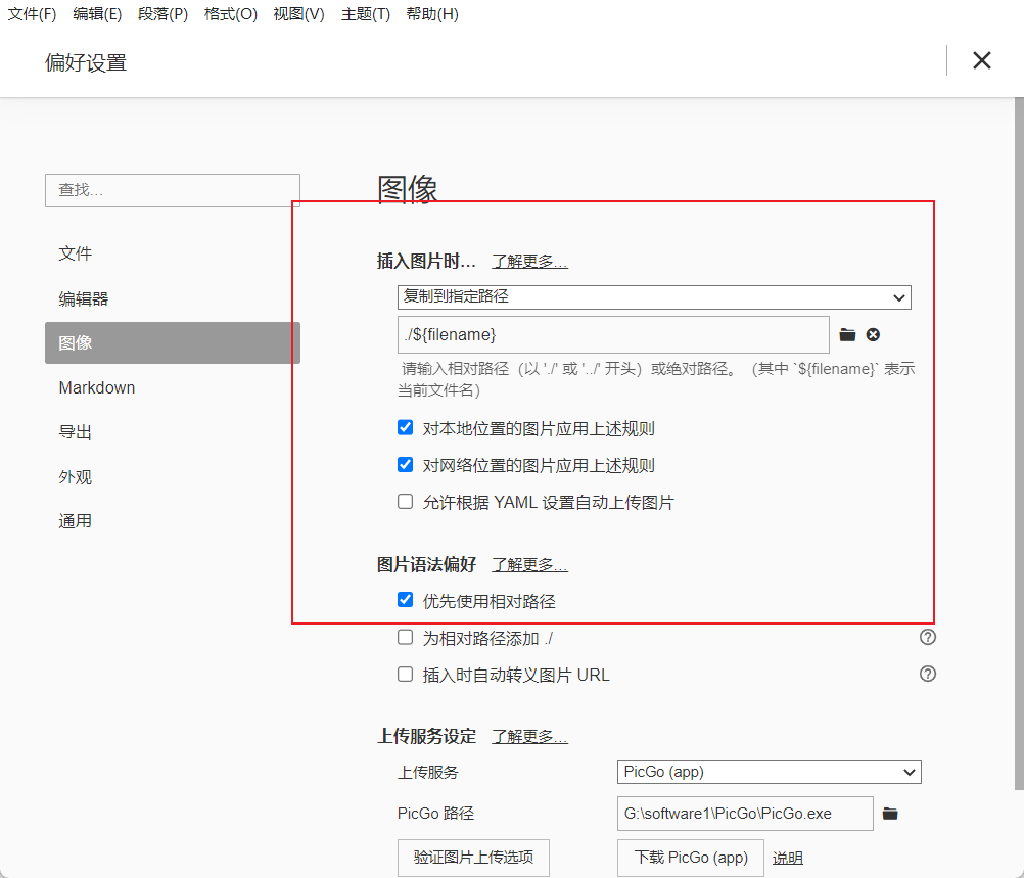 文件(F) 编辑(E) 段落(P) 格式(O) 视图(V) 主题(T) 帮助(H)
偏好设置
查找...
文件
编辑器
图像
Markdown
导出
外观
通用
图像
插入图片时... 了解更多...
复制到指定路径
./${filename}
请输入相对路径（以 './' 或 '../' 开头）或绝对路径。（其中 `${filename}` 表示
当前文件名）
对本地位置的图片应用上述规则
对网络位置的图片应用上述规则
允许根据 YAML 设置自动上传图片
图片语法偏好 了解更多...
优先使用相对路径
为相对路径添加 ./
插入时自动转义图片 URL
上传服务设定 了解更多...
上传服务 PicGo (app)
PicGo 路径 G:\software1\PicGo\PicGo.exe
验证图片上传选项 下载 PicGo (app) 说明